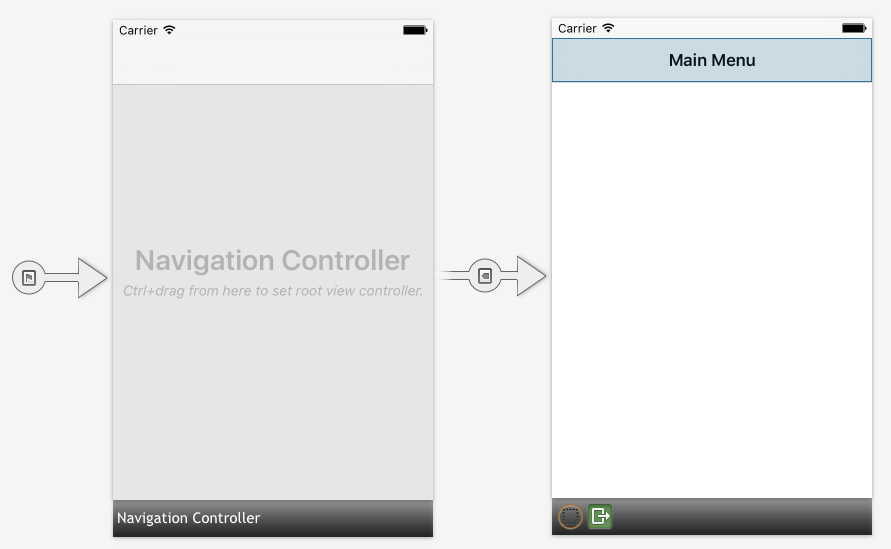 Carrier
Navigation Controller
Ctrl+drag from here to set root view controller.
Navigation Controller
Carrier
Main Menu